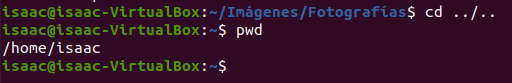 isaac@isaac-VirtualBox:~/Imágenes/Fotografías$ cd ../..
isaac@isaac-VirtualBox:~$ pwd
/home/isaac
isaac@isaac-VirtualBox:~$